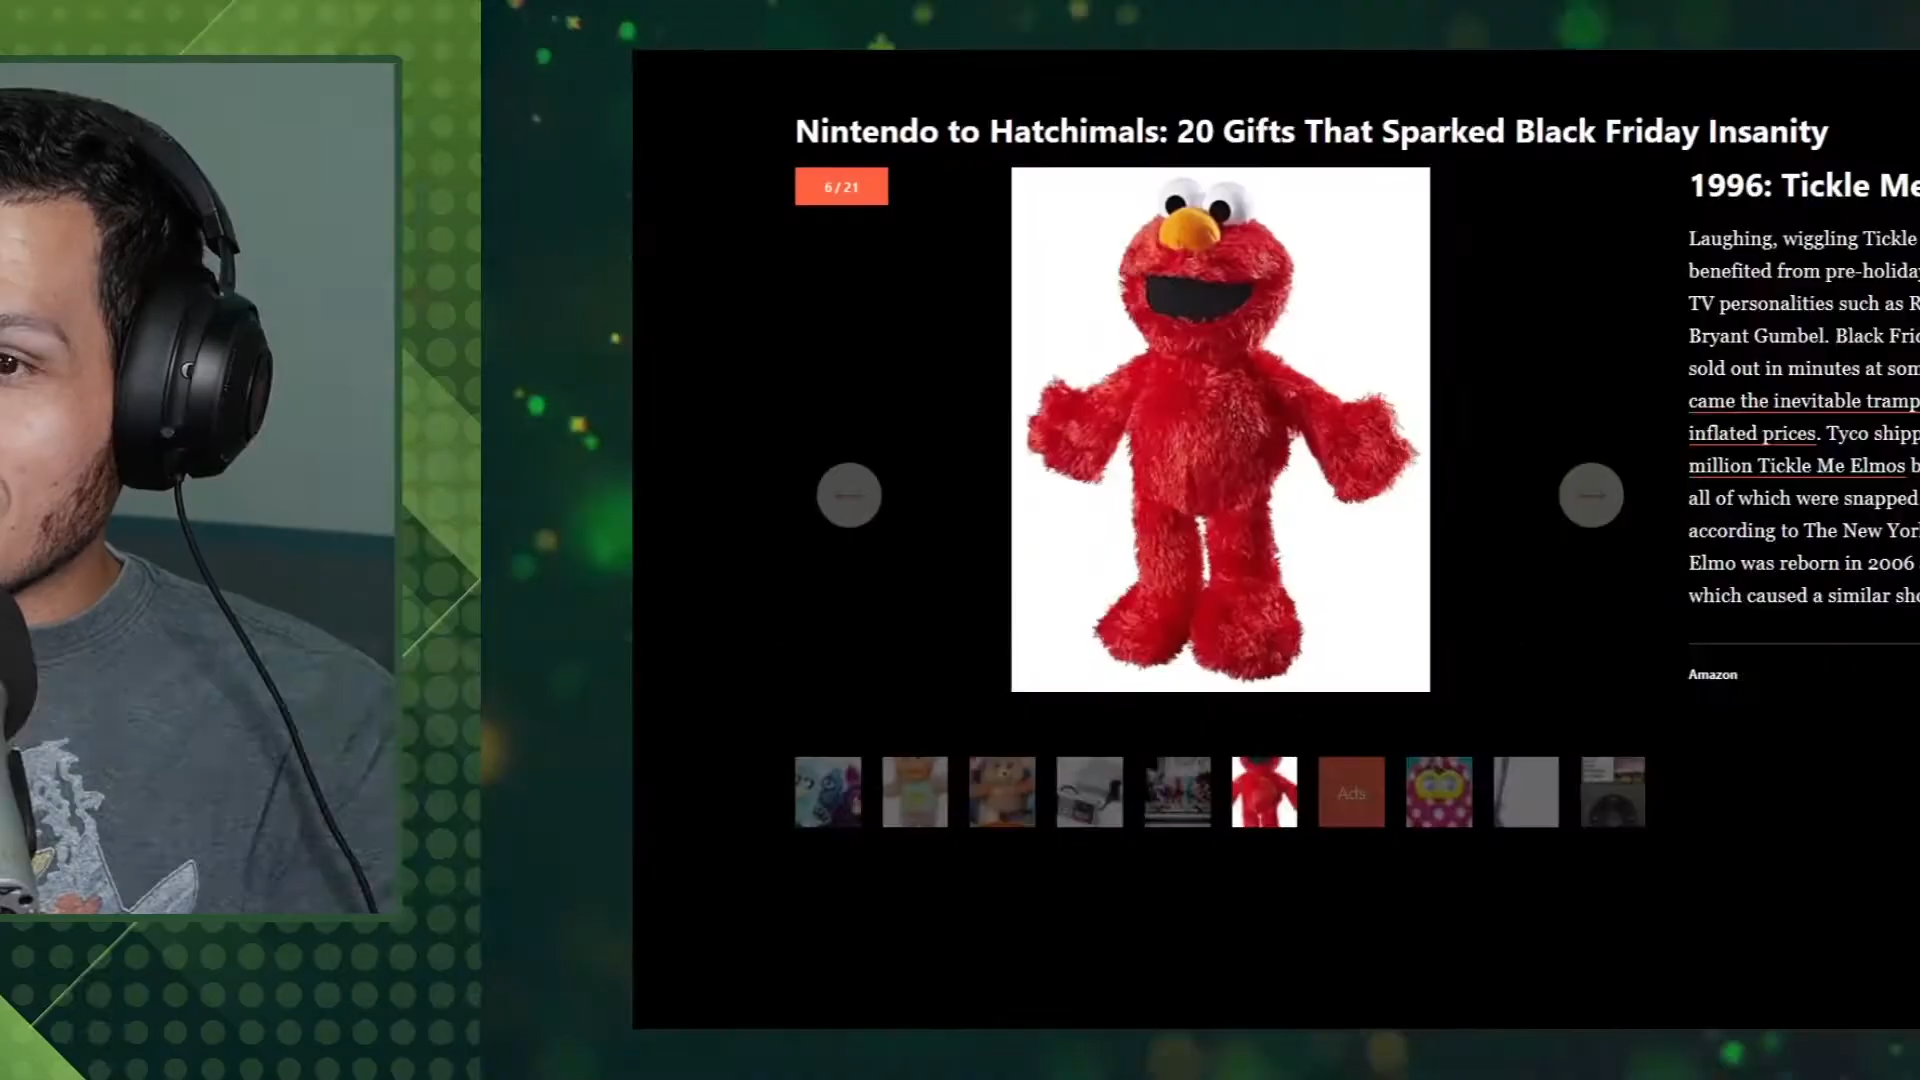 Nintendo to Hatchimals: 20 Gifts That Sparked Black Friday Insanity
6 / 21
1996: Tickle Me
Laughing, wiggling Tickle
benefited from pre-holiday
TV personalities such as R
Bryant Gumbel. Black Frid
sold out in minutes at som
came the inevitable tramp
inflated prices. Tyco shipp
million Tickle Me Elmos b
all of which were snapped
according to The New York
Elmo was reborn in 2006
which caused a similar sho
Amazon
Ads